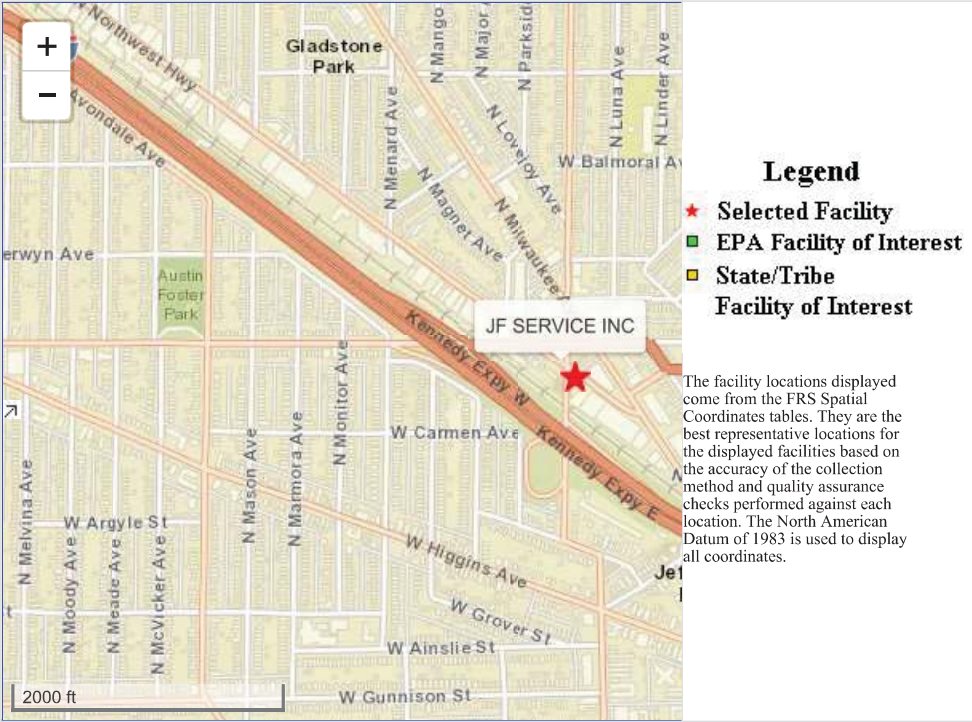 +
−
N Northwest Hwy
Avondale Ave
Gladstone
Park
N Mango
N Major
N Parksid
N Luna Ave
N Linder Ave
N Menard Ave
N Lovejoy Ave
W Balmoral Av
N Magnet Ave
N Milwaukee A
erwyn Ave
Austin
Foster
Park
JF SERVICE INC
Kennedy Expy W
N Monitor Ave
W Carmen Ave
Kennedy Expy E
N Mason Ave
N Marmora Ave
N Melvina Ave
W Argyle St
N Moody Ave
N Meade Ave
N McVicker Ave
W Higgins Ave
Jef
W Grover St
W Ainslie St
W Gunnison St
2000 ft
Legend
Selected Facility
EPA Facility of Interest
State/Tribe
Facility of Interest
The facility locations displayed
come from the FRS Spatial
Coordinates tables. They are the
best representative locations for
the displayed facilities based on
the accuracy of the collection
method and quality assurance
checks performed against each
location. The North American
Datum of 1983 is used to display
all coordinates.